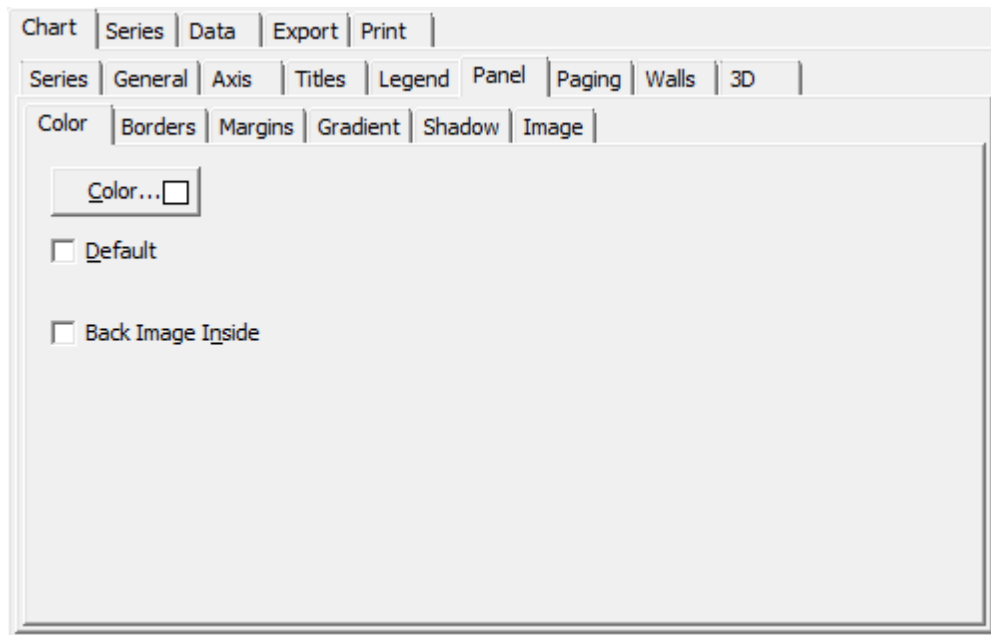 Chart Series Data Export Print
Series General Axis Titles Legend Panel Paging Walls 3D
Color Borders Margins Gradient Shadow Image
Color...
Default
Back Image Inside